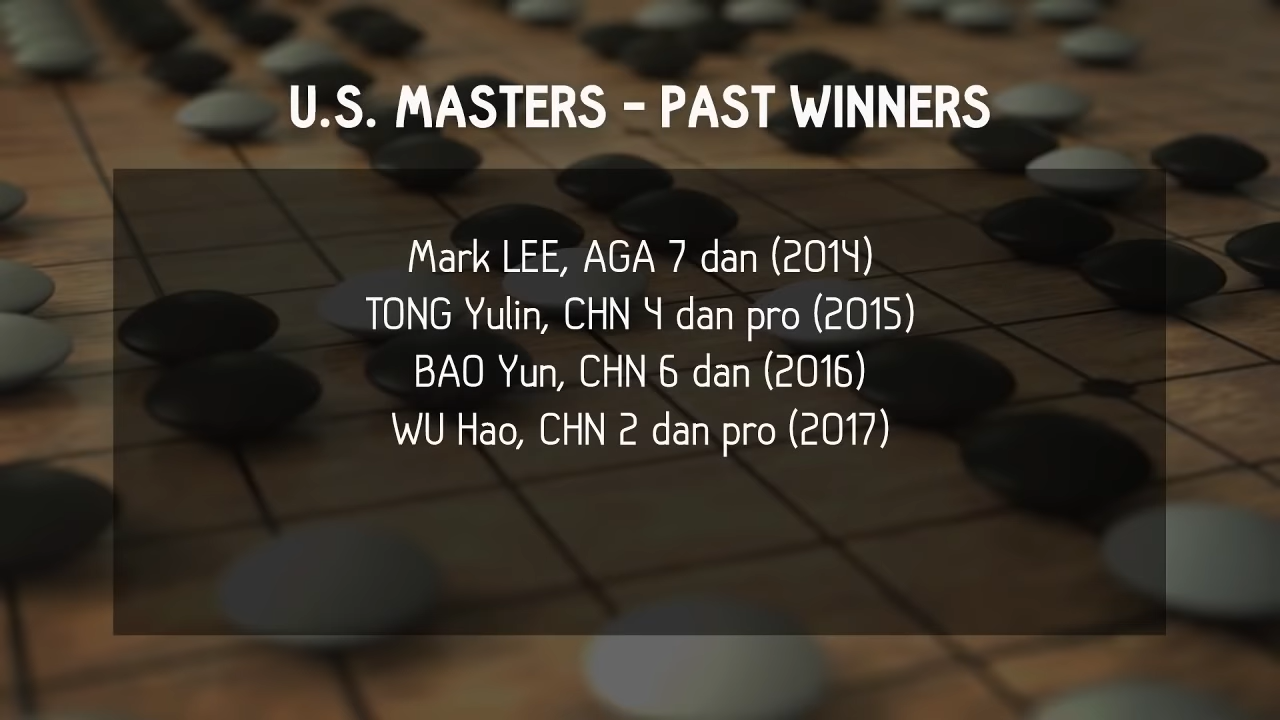 U.S. MASTERS - PAST WINNERS
Mark LEE, AGA 7 dan (2014)
TONG Yulin, CHN 4 dan pro (2015)
BAO Yun, CHN 6 dan (2016)
WU Hao, CHN 2 dan pro (2017)